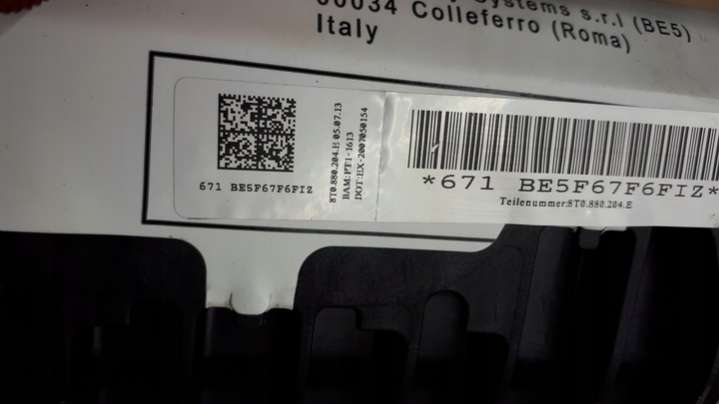 Systems s.r.l (BE5)
00034 Colleferro (Roma)
Italy
671 BE5F67F6FIZ
8T0.880.204.E 05.07.13
BAM:PT1-1613
DOT:EX-2007050154
*671 BE5F67F6FIZ*
Teilenummer:8T0.880.204.E